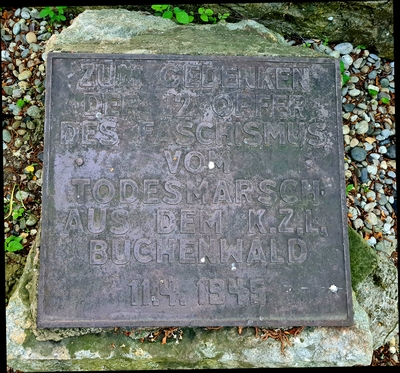 ZUM GEDENKEN
DER 12 OPFER
DES FASCHISMUS
VOM
TODESMARSCH
AUS DEM K.Z.L.
BUCHENWALD
11.4. 1945